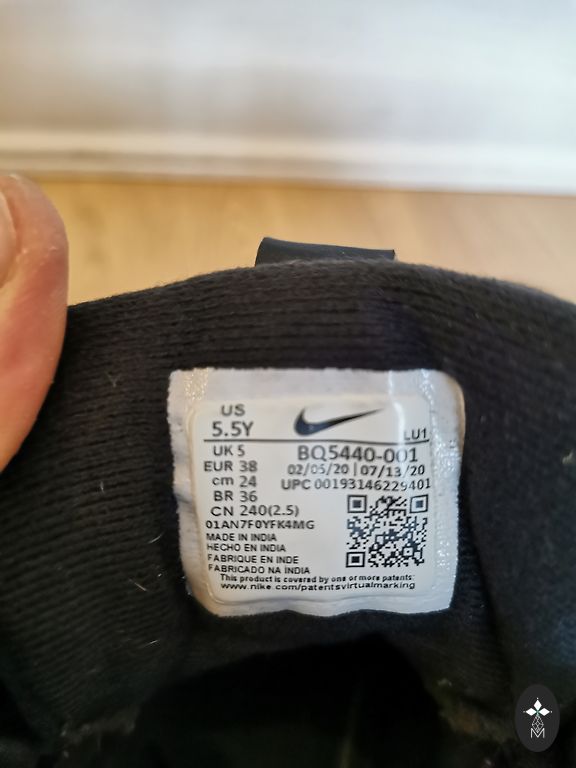 US
5.5Y
LU1
UK 5
BQ5440-001
EUR 38
02/05/20 | 07/13/20
cm 24
UPC 00193146229401
BR 36
CN 240(2.5)
01AN7F0YFK4MG
MADE IN INDIA
HECHO EN INDIA
FABRIQUE EN INDE
FABRICADO NA ÍNDIA
This product is covered by one or more patents:
www.nike.com/patentsvirtualmarking
M